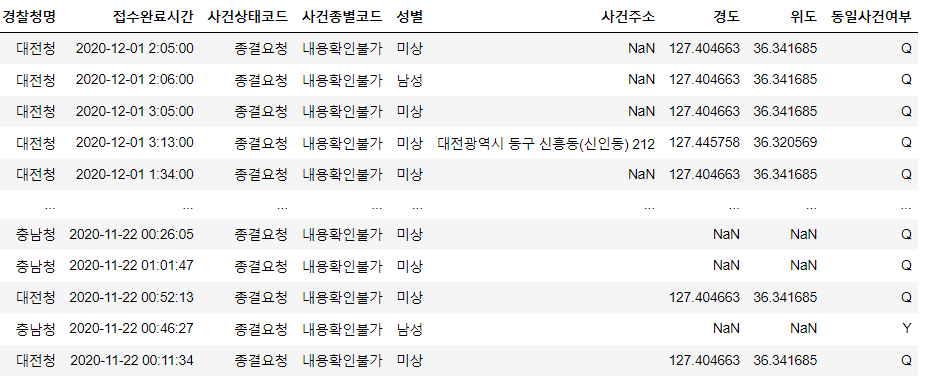 경찰청명 접수완료시간 사건상태코드 사건종별코드 성별 사건주소 경도 위도 동일사건여부
대전청 2020-12-01 2:05:00 종결요청 내용확인불가 미상 NaN 127.404663 36.341685 Q
대전청 2020-12-01 2:06:00 종결요청 내용확인불가 남성 NaN 127.404663 36.341685 Q
대전청 2020-12-01 3:05:00 종결요청 내용확인불가 미상 NaN 127.404663 36.341685 Q
대전청 2020-12-01 3:13:00 종결요청 내용확인불가 미상 대전광역시 동구 신흥동(신인동) 212 127.445758 36.320569 Q
대전청 2020-12-01 1:34:00 종결요청 내용확인불가 미상 NaN 127.404663 36.341685 Q
... ... ... ... ... ... ... ... ...
충남청 2020-11-22 00:26:05 종결요청 내용확인불가 미상 NaN NaN Q
충남청 2020-11-22 01:01:47 종결요청 내용확인불가 미상 NaN NaN Q
대전청 2020-11-22 00:52:13 종결요청 내용확인불가 미상 127.404663 36.341685 Q
충남청 2020-11-22 00:46:27 종결요청 내용확인불가 남성 NaN NaN Y
대전청 2020-11-22 00:11:34 종결요청 내용확인불가 미상 127.404663 36.341685 Q